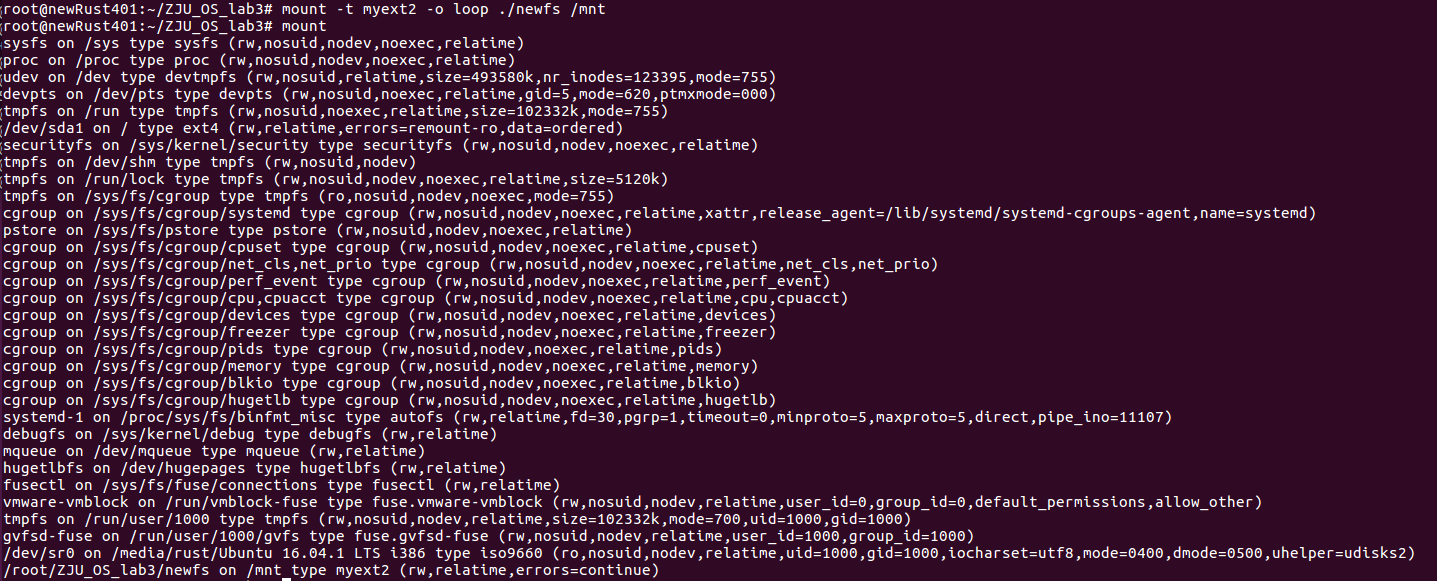 root@newRust401:~/ZJU_OS_lab3# mount -t myext2 -o loop ./newfs /mnt
root@newRust401:~/ZJU_OS_lab3# mount
sysfs on /sys type sysfs (rw,nosuid,nodev,noexec,relatime)
proc on /proc type proc (rw,nosuid,nodev,noexec,relatime)
udev on /dev type devtmpfs (rw,nosuid,relatime,size=493580k,nr_inodes=123395,mode=755)
devpts on /dev/pts type devpts (rw,nosuid,noexec,relatime,gid=5,mode=620,ptmxmode=000)
tmpfs on /run type tmpfs (rw,nosuid,noexec,relatime,size=102332k,mode=755)
/dev/sda1 on / type ext4 (rw,relatime,errors=remount-ro,data=ordered)
securityfs on /sys/kernel/security type securityfs (rw,nosuid,nodev,noexec,relatime)
tmpfs on /dev/shm type tmpfs (rw,nosuid,nodev)
tmpfs on /run/lock type tmpfs (rw,nosuid,nodev,noexec,relatime,size=5120k)
tmpfs on /sys/fs/cgroup type tmpfs (ro,nosuid,nodev,noexec,mode=755)
cgroup on /sys/fs/cgroup/systemd type cgroup (rw,nosuid,nodev,noexec,relatime,xattr,release_agent=/lib/systemd/systemd-cgroups-agent,name=systemd)
pstore on /sys/fs/pstore type pstore (rw,nosuid,nodev,noexec,relatime)
cgroup on /sys/fs/cgroup/cpuset type cgroup (rw,nosuid,nodev,noexec,relatime,cpuset)
cgroup on /sys/fs/cgroup/net_cls,net_prio type cgroup (rw,nosuid,nodev,noexec,relatime,net_cls,net_prio)
cgroup on /sys/fs/cgroup/perf_event type cgroup (rw,nosuid,nodev,noexec,relatime,perf_event)
cgroup on /sys/fs/cgroup/cpu,cpuacct type cgroup (rw,nosuid,nodev,noexec,relatime,cpu,cpuacct)
cgroup on /sys/fs/cgroup/devices type cgroup (rw,nosuid,nodev,noexec,relatime,devices)
cgroup on /sys/fs/cgroup/freezer type cgroup (rw,nosuid,nodev,noexec,relatime,freezer)
cgroup on /sys/fs/cgroup/pids type cgroup (rw,nosuid,nodev,noexec,relatime,pids)
cgroup on /sys/fs/cgroup/memory type cgroup (rw,nosuid,nodev,noexec,relatime,memory)
cgroup on /sys/fs/cgroup/blkio type cgroup (rw,nosuid,nodev,noexec,relatime,blkio)
cgroup on /sys/fs/cgroup/hugetlb type cgroup (rw,nosuid,nodev,noexec,relatime,hugetlb)
systemd-1 on /proc/sys/fs/binfmt_misc type autofs (rw,relatime,fd=30,pgrp=1,timeout=0,minproto=5,maxproto=5,direct,pipe_ino=11107)
debugfs on /sys/kernel/debug type debugfs (rw,relatime)
mqueue on /dev/mqueue type mqueue (rw,relatime)
hugetlbfs on /dev/hugepages type hugetlbfs (rw,relatime)
fusectl on /sys/fs/fuse/connections type fusectl (rw,relatime)
vmware-vmblock on /run/vmblock-fuse type fuse.vmware-vmblock (rw,nosuid,nodev,relatime,user_id=0,group_id=0,default_permissions,allow_other)
tmpfs on /run/user/1000 type tmpfs (rw,nosuid,nodev,relatime,size=102332k,mode=700,uid=1000,gid=1000)
gvfsd-fuse on /run/user/1000/gvfs type fuse.gvfsd-fuse (rw,nosuid,nodev,relatime,user_id=1000,group_id=1000)
/dev/sr0 on /media/rust/Ubuntu 16.04.1 LTS i386 type iso9660 (ro,nosuid,nodev,relatime,uid=1000,gid=1000,iocharset=utf8,mode=0400,dmode=0500,uhelper=udisks2)
/root/ZJU_OS_lab3/newfs on /mnt type myext2 (rw,relatime,errors=continue)